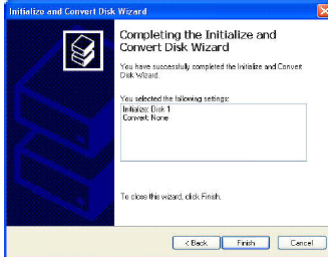 Initialize and Convert Disk Wizard
Completing the Initialize and
Convert Disk Wizard
You have successfully completed the Initialize and Convert
Disk Wizard.
You selected the following settings:
Initialize: Disk 1
Convert: None
To close this wizard, click Finish.
< Back
Finish
Cancel